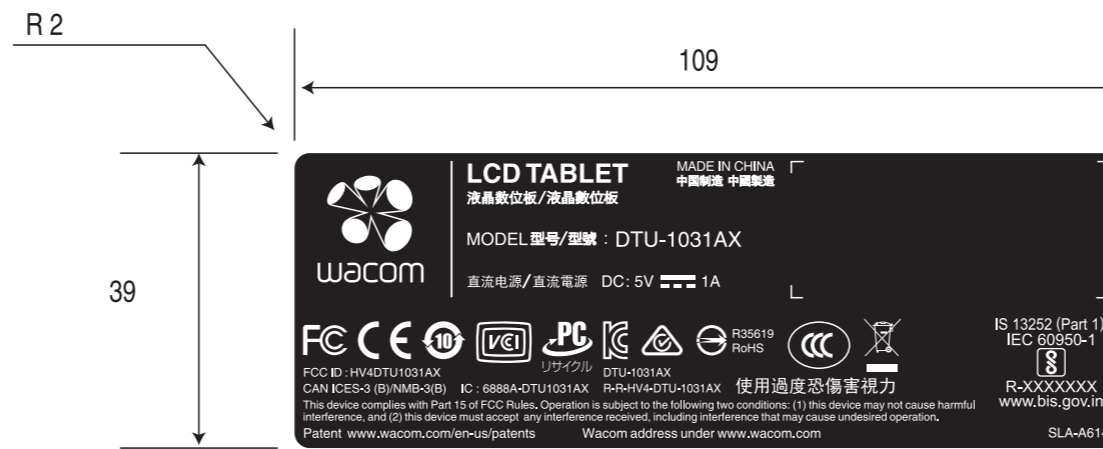 R 2
109
39
wacom
LCD TABLET
液晶數位板/液晶數位板
MADE IN CHINA
中国制造 中國製造
MODEL 型号/型號 : DTU-1031AX
直流电源/直流電源 DC: 5V 1A
FC CE 10 VCI PC R35619
RoHS
CCC
リサイクル
DTU-1031AX
FCC ID : HV4DTU1031AX
CAN ICES-3 (B)/NMB-3(B) IC : 6888A-DTU1031AX R-R-HV4-DTU-1031AX 使用過度恐傷害視力
This device complies with Part 15 of FCC Rules. Operation is subject to the following two conditions: (1) this device may not cause harmful
interference, and (2) this device must accept any interference received, including interference that may cause undesired operation.
Patent www.wacom.com/en-us/patents Wacom address under www.wacom.com
IS 13252 (Part 1)
IEC 60950-1
R-XXXXXXX
www.bis.gov.in
SLA-A614